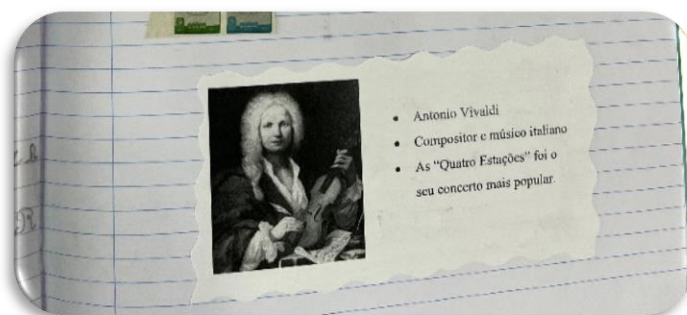 • Antonio Vivaldi
• Compositor e músico italiano
• As “Quatro Estações” foi o
seu concerto mais popular.